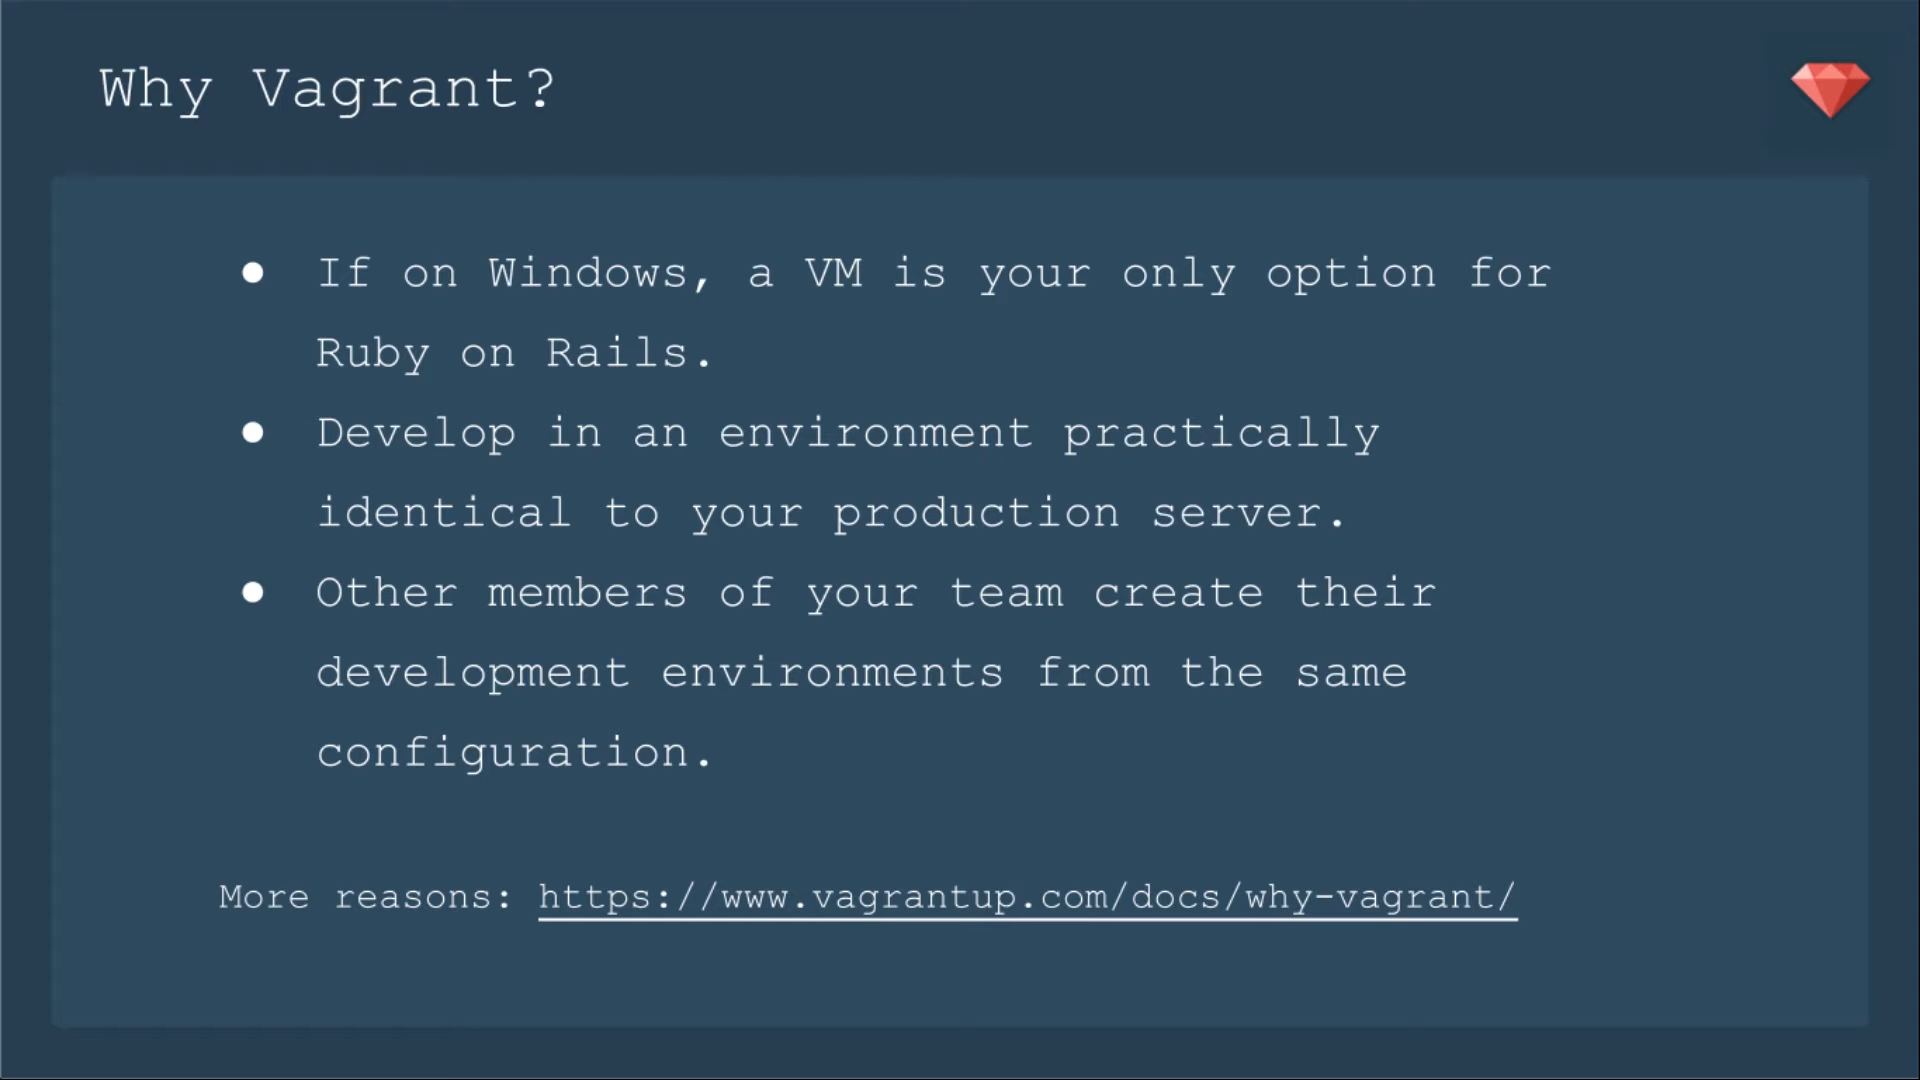 Why Vagrant?
● If on Windows, a VM is your only option for
Ruby on Rails.
● Develop in an environment practically
identical to your production server.
● Other members of your team create their
development environments from the same
configuration.
More reasons: https://www.vagrantup.com/docs/why-vagrant/